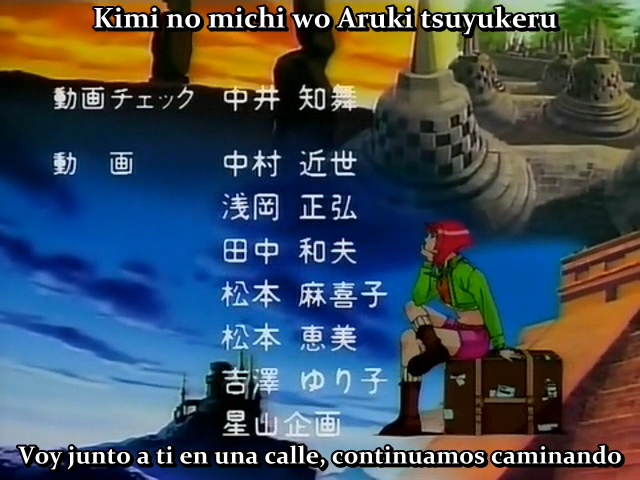 Kimi no michi wo Aruki tsuyukeru
動画チェック 中井 知舞
動 画 中村 近世
浅岡 正弘
田中 和夫
松本 麻喜子
松本 恵美
吉澤 ゆり子
星山企画
Voy junto a ti en una calle, continuamos caminando